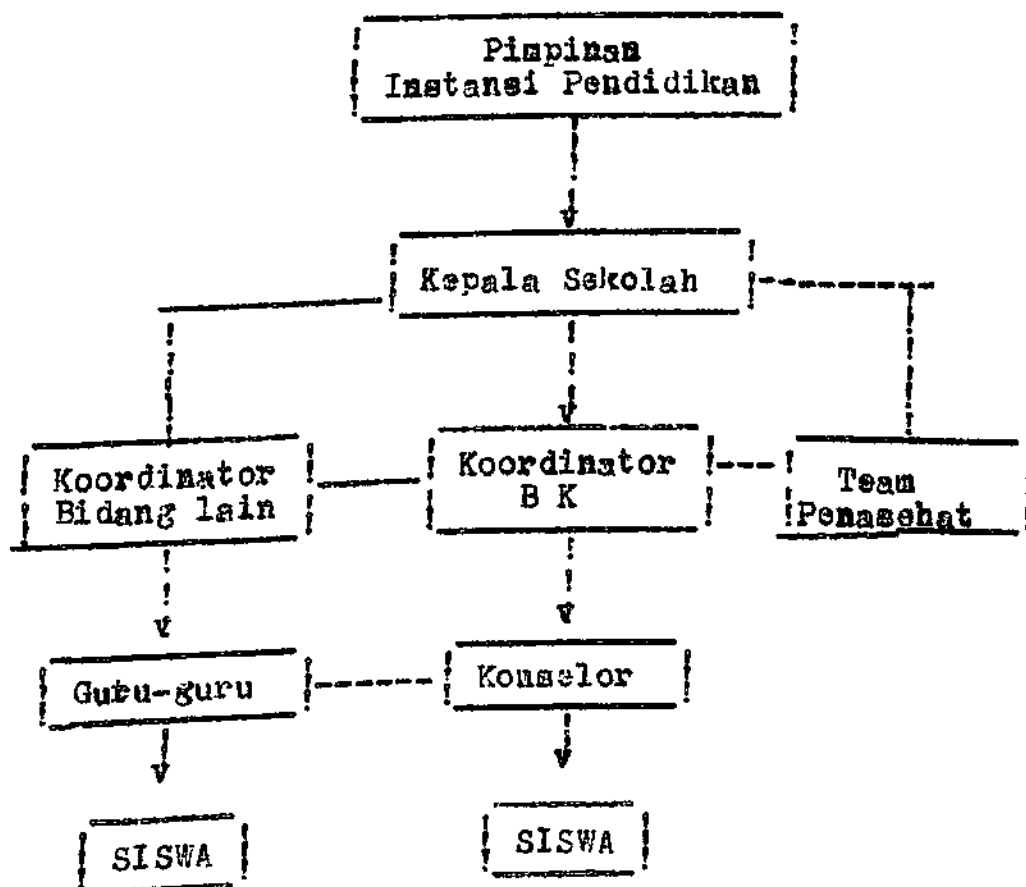 Pimpinan
Instansi Pendidikan
Kepala Sekolah
Koordinator
Bidang lain
Koordinator
B K
Team
Penasehat
Guru-guru
Konselor
SISWA
SISWA